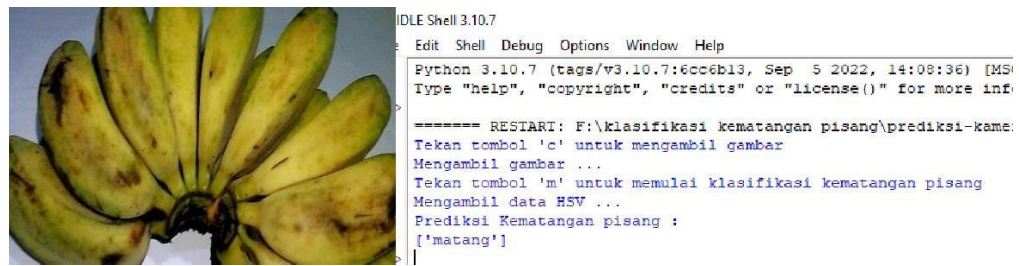 IDLE Shell 3.10.7
Edit Shell Debug Options Window Help
Python 3.10.7 (tags/v3.10.7:6cc6b13, Sep 5 2022, 14:08:36) [MSC
Type "help", "copyright", "credits" or "license()" for more info
======= RESTART: F:\klasifikasi kematangan pisang\prediksi-kame
Tekan tombol 'c' untuk mengambil gambar
Mengambil gambar ...
Tekan tombol 'm' untuk memulai klasifikasi kematangan pisang
Mengambil data HSV ...
Prediksi Kematangan pisang :
['matang']